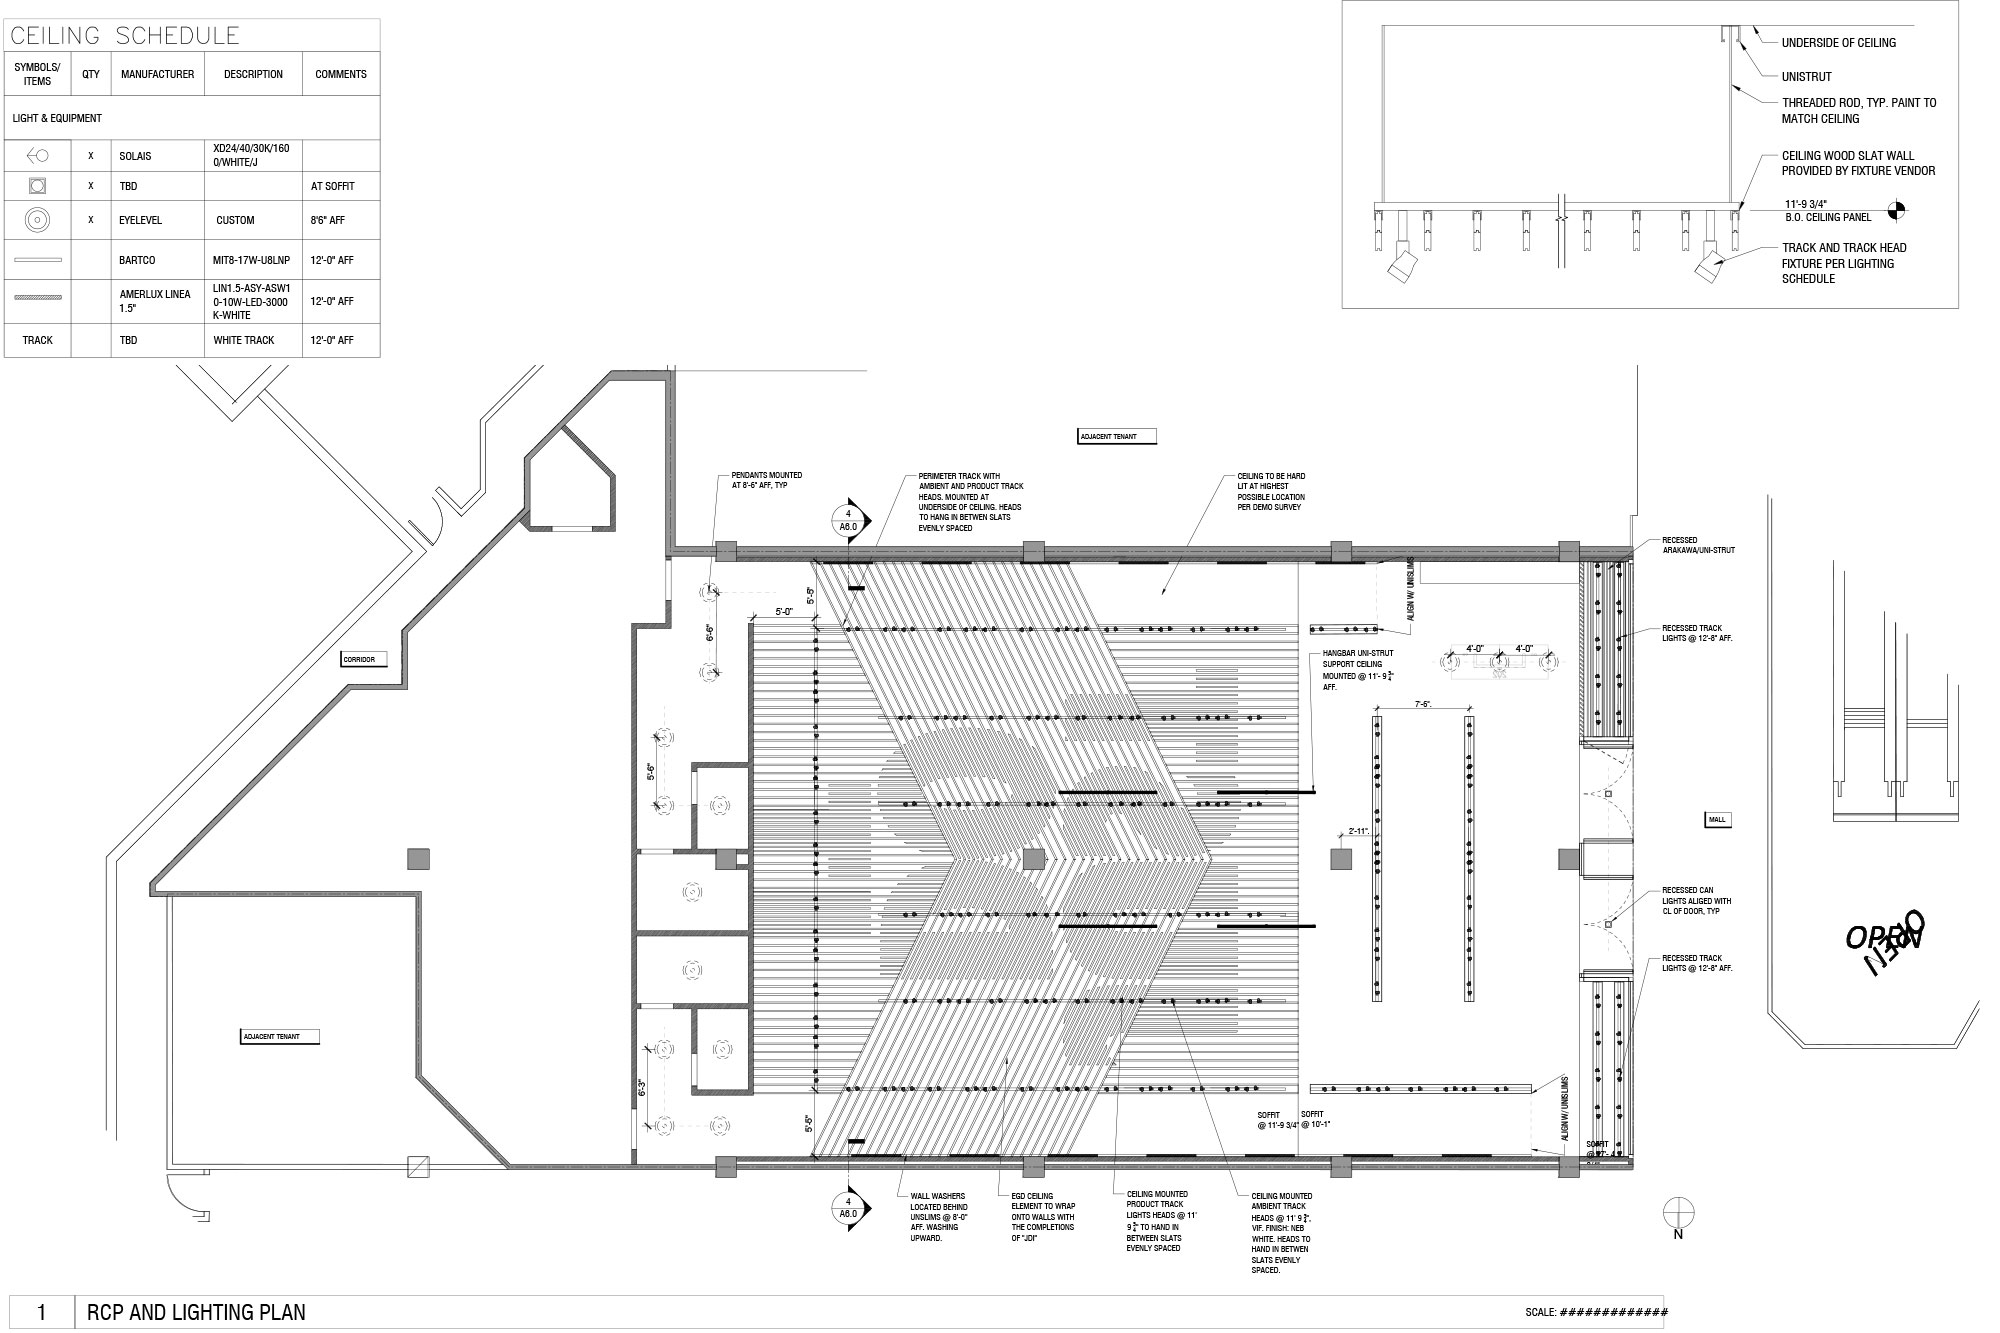 CEILING SCHEDULE
SYMBOLS/
ITEMS
QTY
MANUFACTURER
DESCRIPTION
COMMENTS
LIGHT & EQUIPMENT
X
SOLAIS
XD24/40/30K/160
0/WHITE/J
X
TBD
AT SOFFIT
X
EYELEVEL
CUSTOM
8'6" AFF
BARTCO
MIT8-17W-U8LNP
12'-0" AFF
AMERLUX LINEA
1.5"
LIN1.5-ASY-ASW1
0-10W-LED-3000
K-WHITE
12'-0" AFF
TRACK
TBD
WHITE TRACK
12'-0" AFF
UNDERSIDE OF CEILING
UNISTRUT
THREADED ROD, TYP. PAINT TO
MATCH CEILING
CEILING WOOD SLAT WALL
PROVIDED BY FIXTURE VENDOR
11'-9 3/4"
B.O. CEILING PANEL
TRACK AND TRACK HEAD
FIXTURE PER LIGHTING
SCHEDULE
ADJACENT TENANT
PENDANTS MOUNTED
AT 8'-6" AFF, TYP
PERIMETER TRACK WITH
AMBIENT AND PRODUCT TRACK
HEADS. MOUNTED AT
UNDERSIDE OF CEILING. HEADS
TO HANG IN BETWEN SLATS
EVENLY SPACED
CEILING TO BE HARD
LIT AT HIGHEST
POSSIBLE LOCATION
PER DEMO SURVEY
4
A6.0
RECESSED
ARAKAWA/UNI-STRUT
ALIGN W/ UNISLIMS
5'-5"
5'-0"
6'-6"
RECESSED TRACK
LIGHTS @ 12'-8" AFF.
CORRIDOR
HANGBAR UNI-STRUT
SUPPORT CEILING
MOUNTED @ 11'- 9 3/4"
AFF.
4'-0"
4'-0"
7'-6".
5'-6"
2'-11".
MALL
RECESSED CAN
LIGHTS ALIGED WITH
CL OF DOOR, TYP
OPEN
OPEN
RECESSED TRACK
LIGHTS @ 12'-8" AFF.
ADJACENT TENANT
6'-3"
5'-5"
SOFFIT
@ 11'-9 3/4"
SOFFIT
@ 10'-1"
ALIGN W/ UNISLIMS
SOFFIT
4
A6.0
WALL WASHERS
LOCATED BEHIND
UNSLIMS @ 8'-0"
AFF. WASHING
UPWARD.
EGD CEILING
ELEMENT TO WRAP
ONTO WALLS WITH
THE COMPLETIONS
OF "JDI"
CEILING MOUNTED
PRODUCT TRACK
LIGHTS HEADS @ 11'
9 3/4" TO HAND IN
BETWEEN SLATS
EVENLY SPACED
CEILING MOUNTED
AMBIENT TRACK
HEADS @ 11' 9 3/4",
VIF. FINISH: NEB
WHITE. HEADS TO
HAND IN BETWEN
SLATS EVENLY
SPACED.
N
1
RCP AND LIGHTING PLAN
SCALE: #############